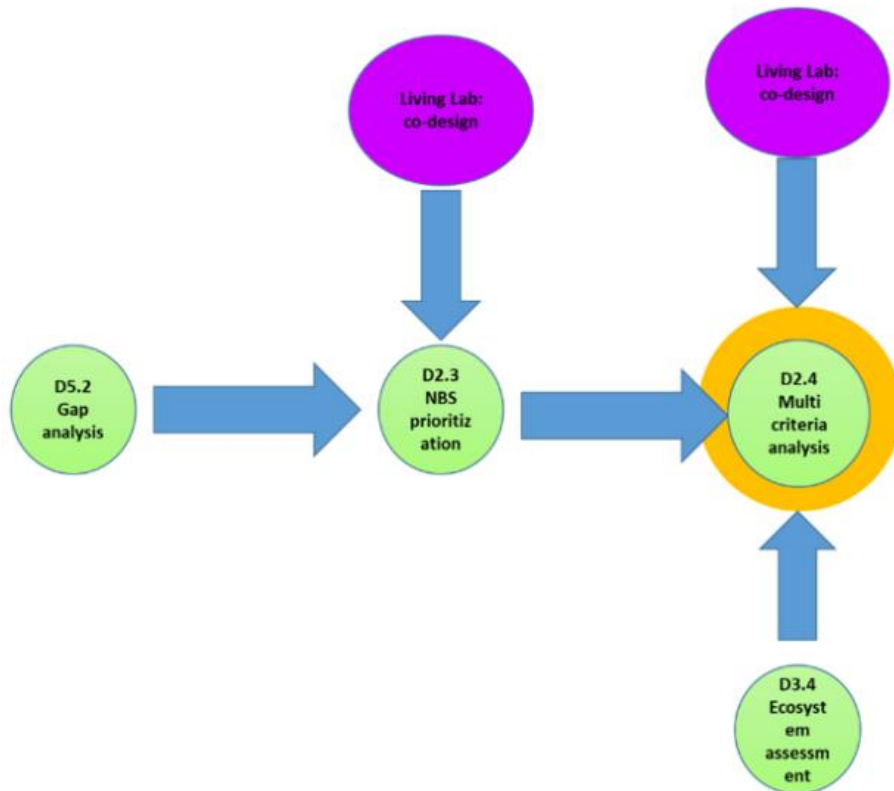 Living Lab:
co-design
Living Lab:
co-design
D5.2
Gap
analysis
D2.3
NBS
prioritiz
ation
D2.4
Multi
criteria
analysis
D3.4
Ecosyst
em
assessm
ent